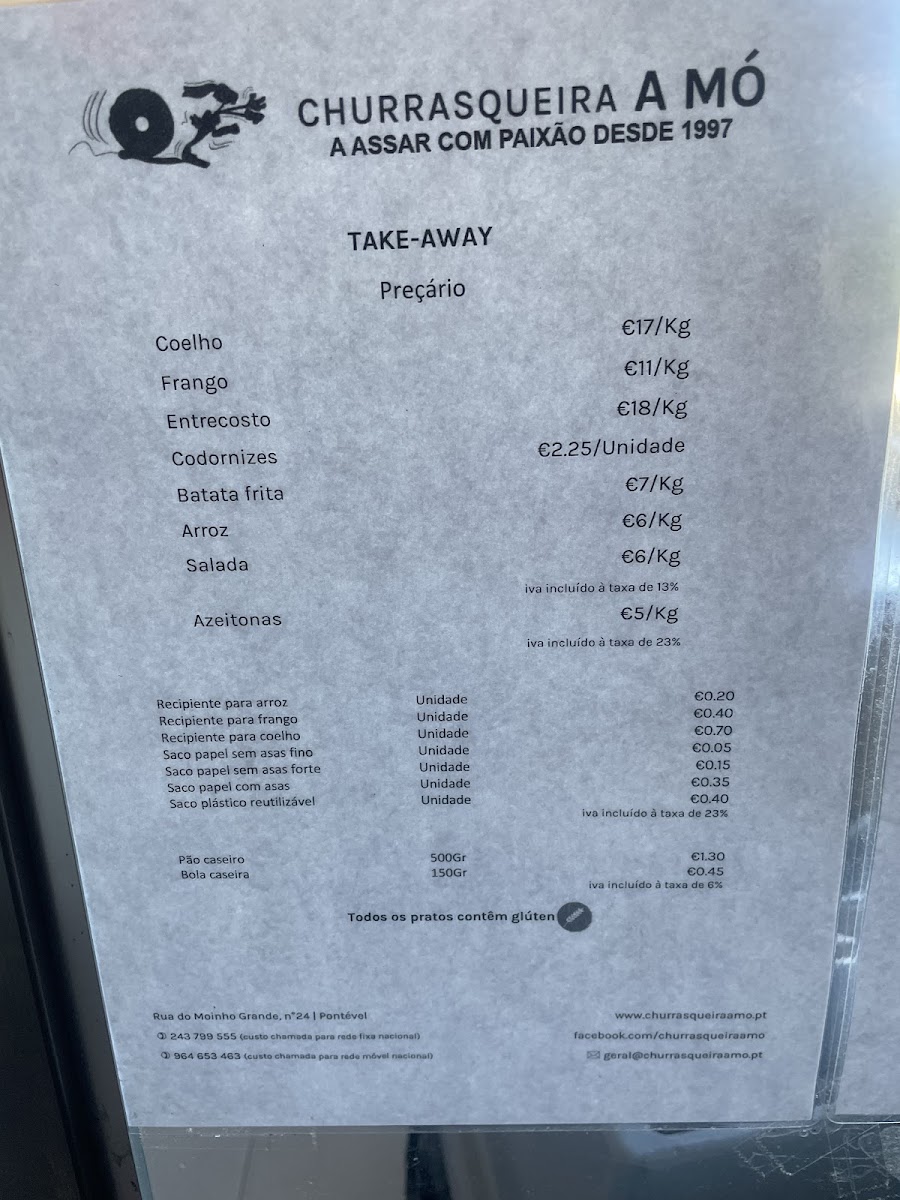 CHURRASQUEIRA A MÓ
A ASSAR COM PAIXÃO DESDE 1997
TAKE-AWAY
Preçário
Coelho €17/Kg
Frango €11/Kg
Entrecosto €18/Kg
Codornizes €2.25/Unidade
Batata frita €7/Kg
Arroz €6/Kg
Salada €6/Kg
iva incluído à taxa de 13%
Azeitonas €5/Kg
iva incluído à taxa de 23%
Recipiente para arroz Unidade €0.20
Recipiente para frango Unidade €0.40
Recipiente para coelho Unidade €0.70
Saco papel sem asas fino Unidade €0.05
Saco papel sem asas forte Unidade €0.15
Saco papel com asas Unidade €0.35
Saco plástico reutilizável Unidade €0.40
iva incluído à taxa de 23%
Pão caseiro 500Gr €1.30
Bola caseira 150Gr €0.45
iva incluído à taxa de 6%
Todos os pratos contêm glúten
Rua do Moinho Grande, nº24 | Pontével www.churrasqueiraamo.pt
243 799 555 (custo chamada para rede fixa nacional) facebook.com/churrasqueiraamo
964 653 463 (custo chamada para rede móvel nacional) geral@churrasqueiraamo.pt